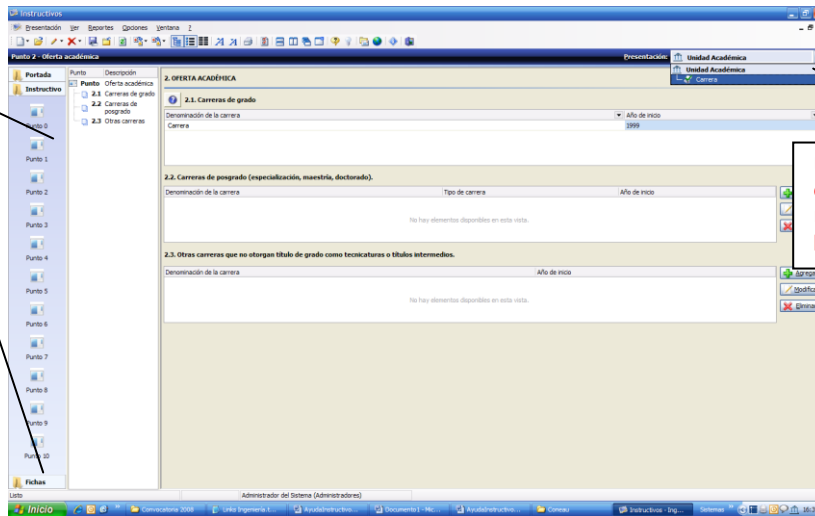 Instructivos
Presentación Ver Reportes Opciones Ventana ?
Punto 2 - Oferta académica
Presentación: Unidad Académica
Unidad Académica
Carrera
Portada
Instructivo
Punto 0
Punto 1
Punto 2
Punto 3
Punto 4
Punto 5
Punto 6
Punto 7
Punto 8
Punto 9
Punto 10
Fichas
Punto Descripción
Punto Oferta académica
2.1 Carreras de grado
2.2 Carreras de
posgrado
2.3 Otras carreras
2. OFERTA ACADÉMICA
2.1. Carreras de grado
Denominación de la carrera Año de inicio
Carrera 1999
2.2. Carreras de posgrado (especialización, maestría, doctorado).
Denominación de la carrera Tipo de carrera Año de inicio
No hay elementos disponibles en esta vista.
2.3. Otras carreras que no otorgan título de grado como tecnicaturas o títulos intermedios.
Denominación de la carrera Año de inicio
No hay elementos disponibles en esta vista.
Agrega
Modifica
Elimina
Listo Administrador del Sistema (Administradores)
Inicio Convocatoria 2008 Links Ingeniería t... AyudaInstructivo... Documento1 - Mic... AyudaInstructivo... Coneau Instructivos - Ing... Sistemas